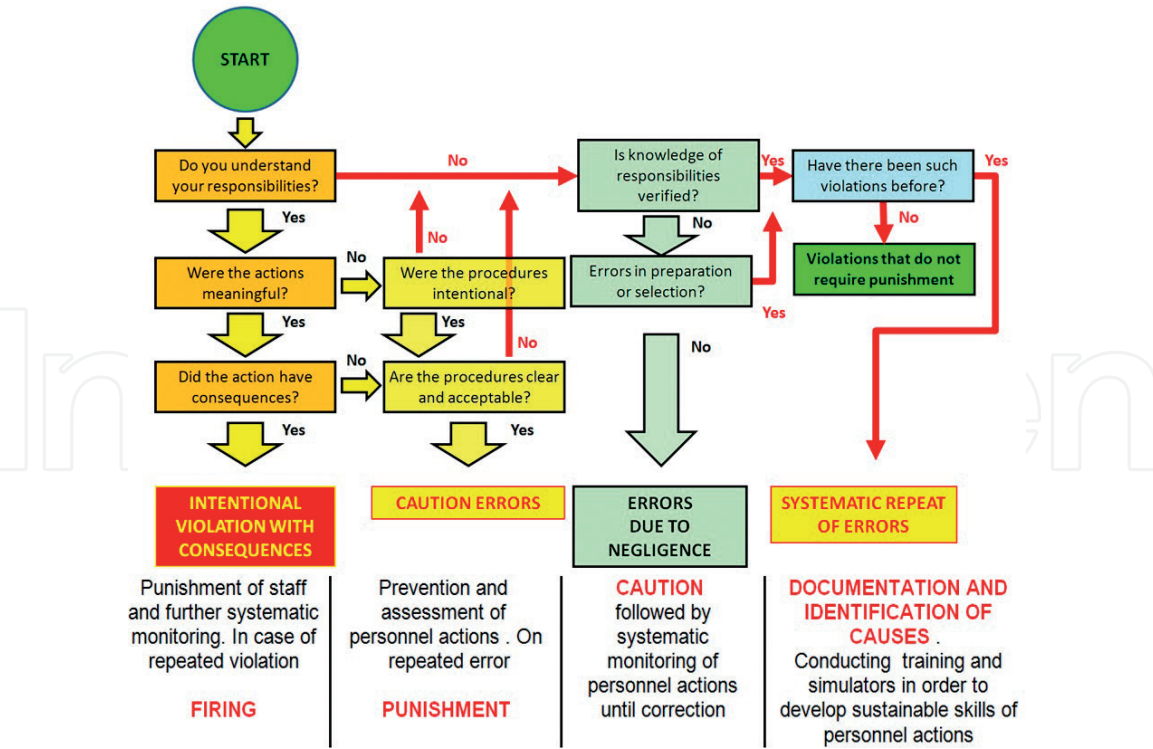 START
Do you understand
your responsibilities?
No
Is knowledge of
responsibilities
verified?
Yes
Have there been such
violations before?
Yes
Yes
No
No
No
Were the actions
meaningful?
No
Were the procedures
intentional?
Errors in preparation
or selection?
Yes
Violations that do not
require punishment
Yes
Yes
No
No
Did the action have
consequences?
No
Are the procedures clear
and acceptable?
Yes
Yes
INTENTIONAL
VIOLATION WITH
CONSEQUENCES
CAUTION ERRORS
ERRORS
DUE TO
NEGLIGENCE
SYSTEMATIC REPEAT
OF ERRORS
Punishment of staff
and further systematic
monitoring. In case of
repeated violation
FIRING
Prevention and
assessment of
personnel actions . On
repeated error
PUNISHMENT
CAUTION
followed by
systematic
monitoring of
personnel actions
until correction
DOCUMENTATION AND
IDENTIFICATION OF
CAUSES .
Conducting training and
simulators in order to
develop sustainable skills of
personnel actions